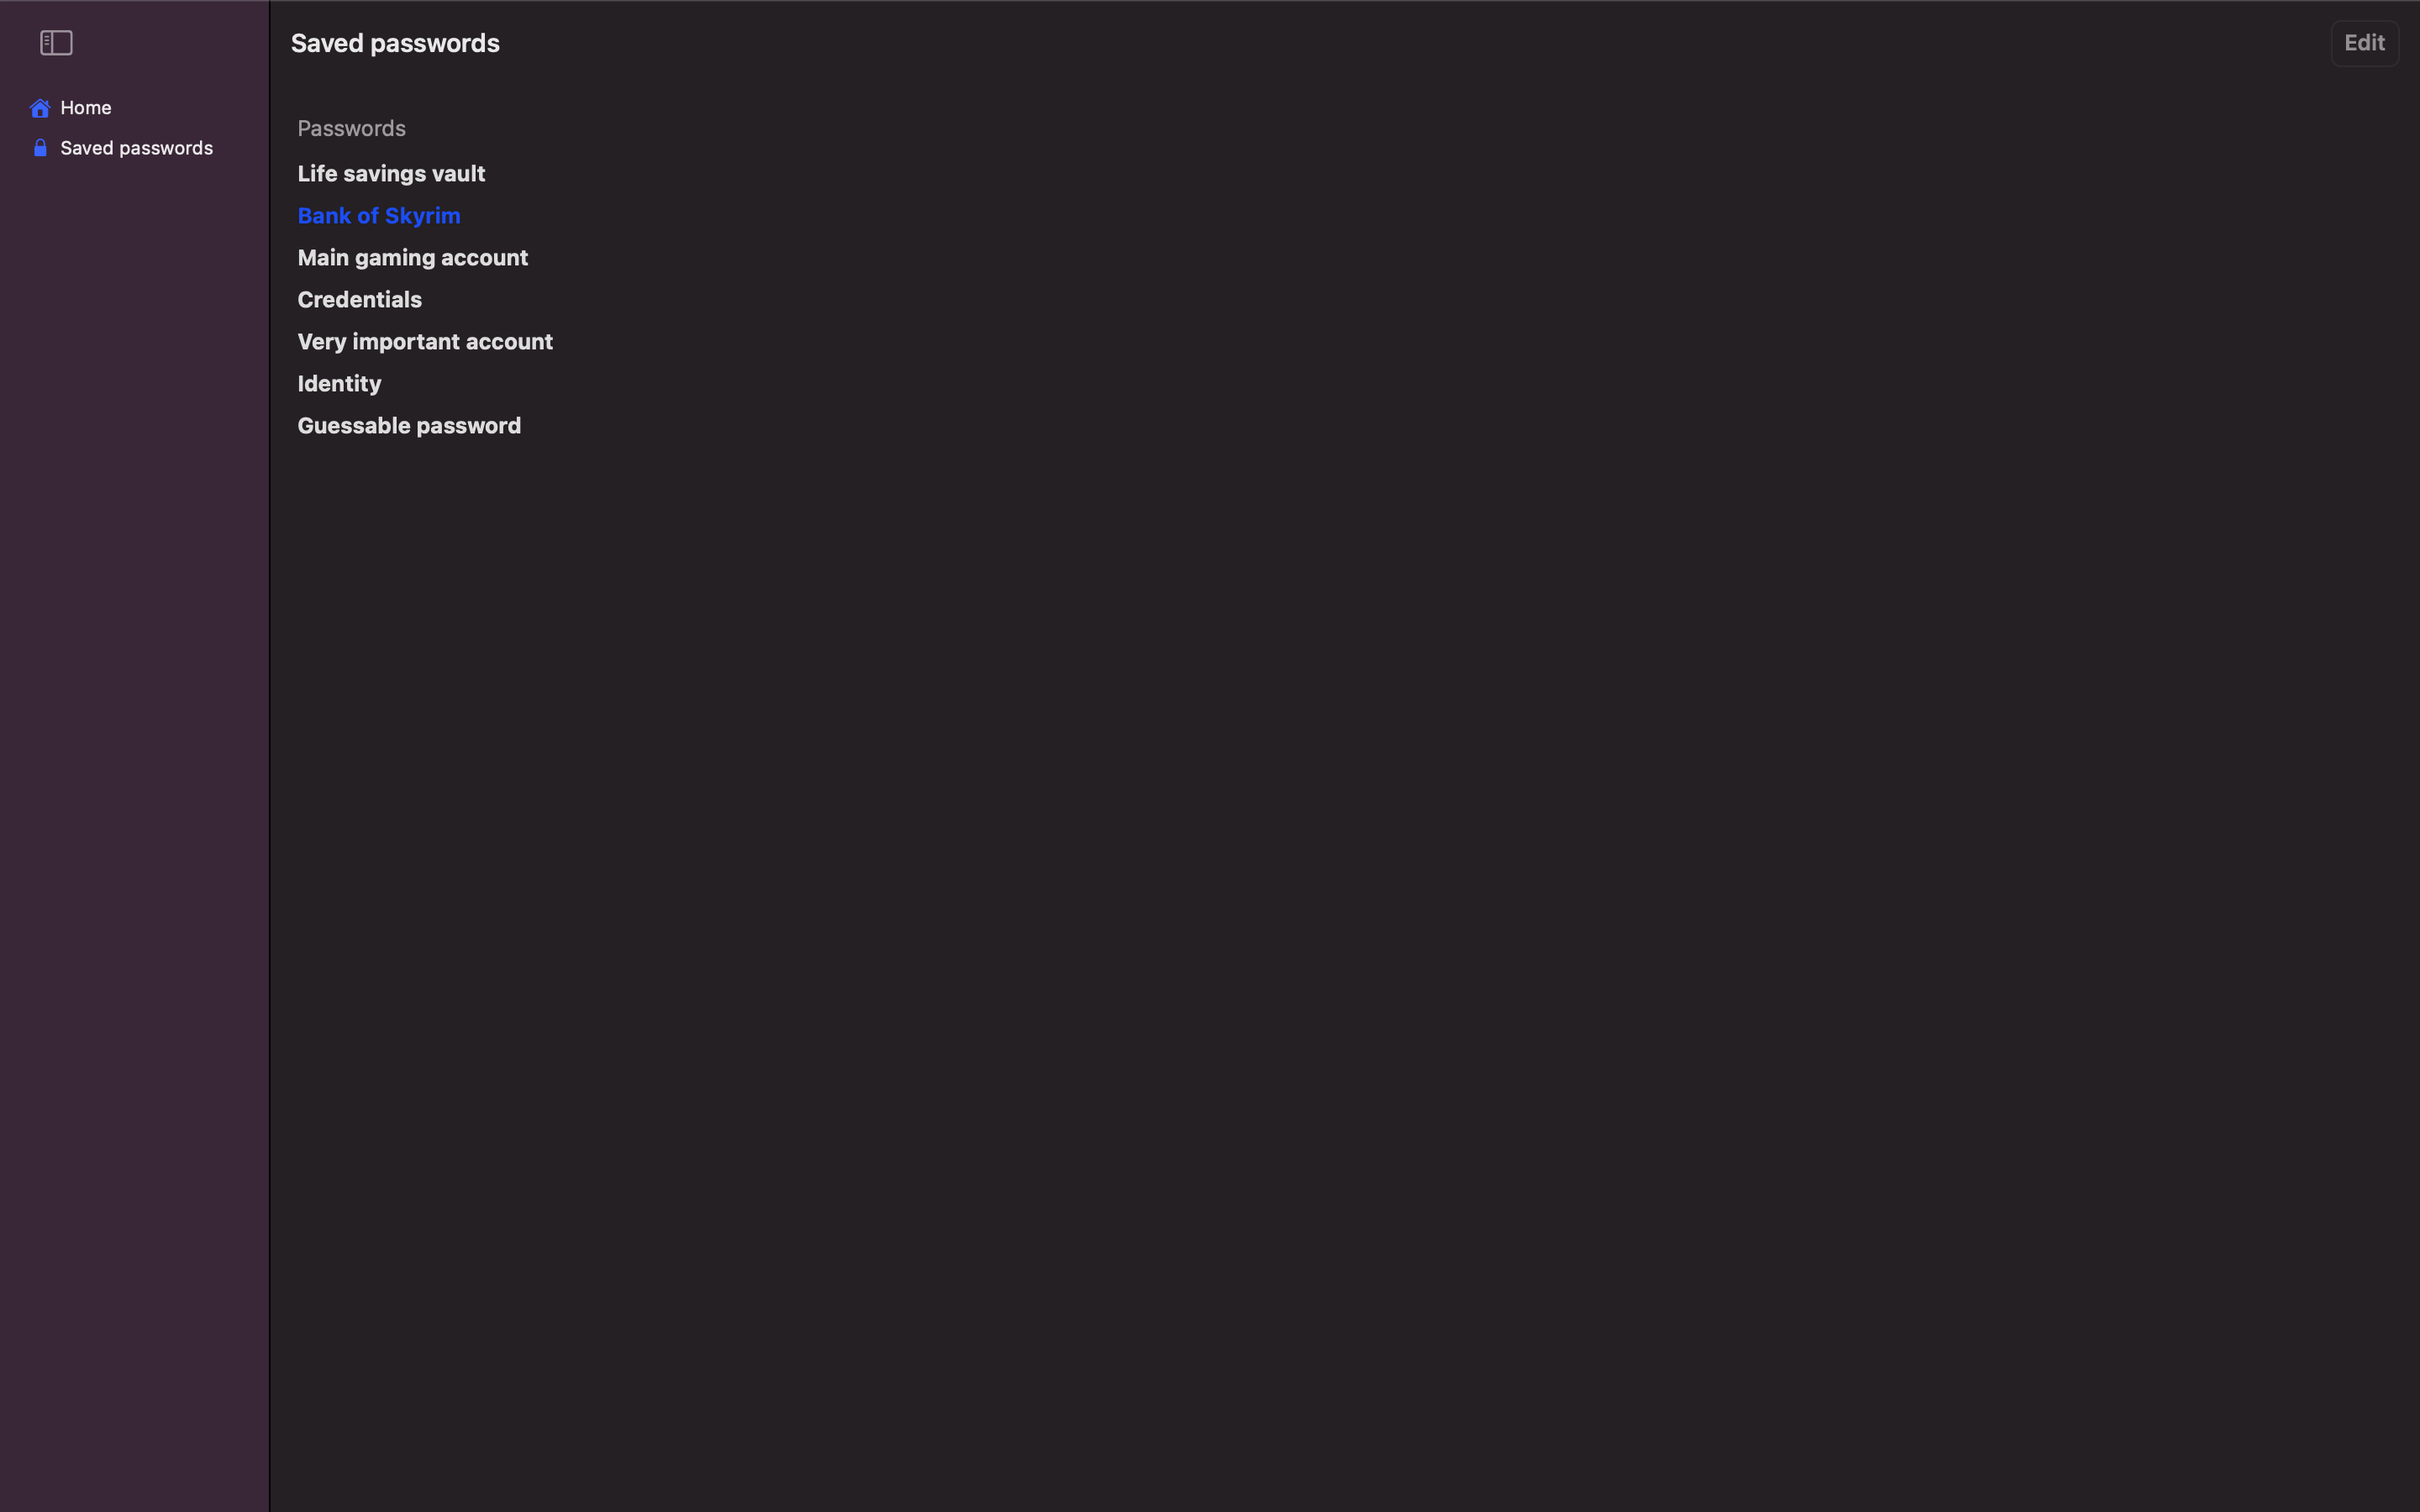 Home
Saved passwords
Saved passwords
Edit
Passwords
Life savings vault
Bank of Skyrim
Main gaming account
Credentials
Very important account
Identity
Guessable password